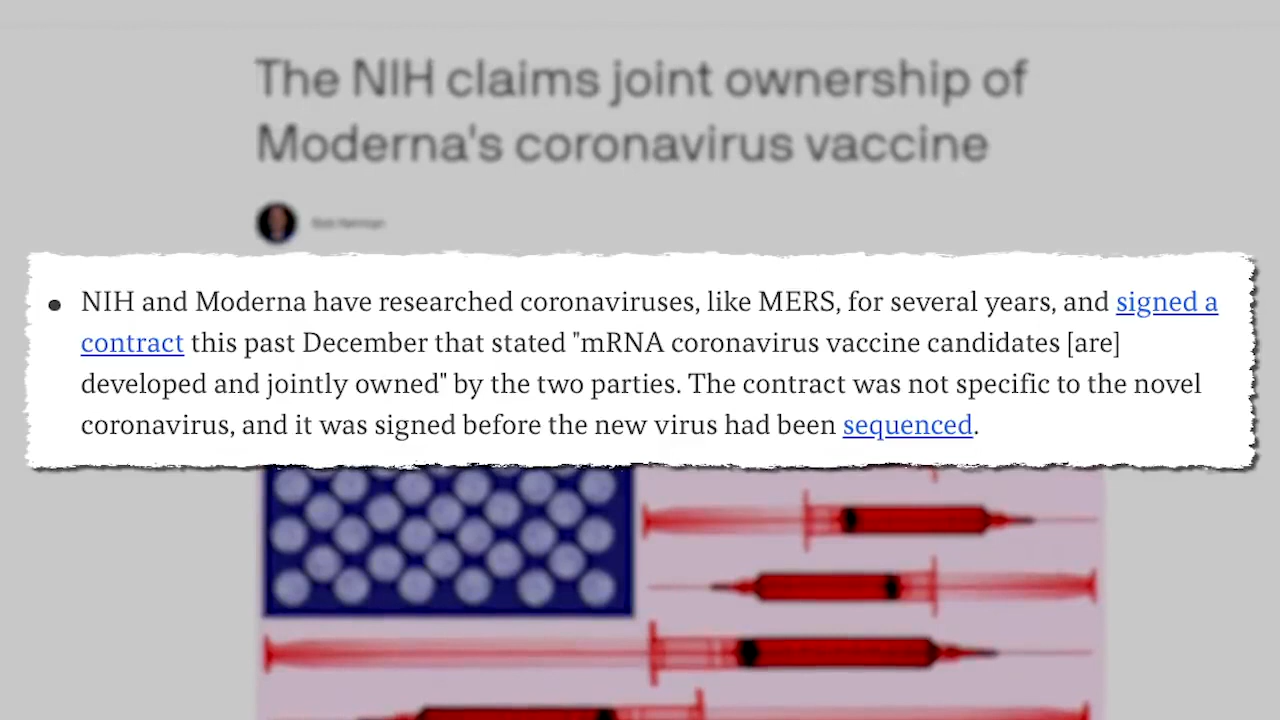 The NIH claims joint ownership of
Moderna's coronavirus vaccine
NIH and Moderna have researched coronaviruses, like MERS, for several years, and signed a
contract this past December that stated "mRNA coronavirus vaccine candidates [are]
developed and jointly owned" by the two parties. The contract was not specific to the novel
coronavirus, and it was signed before the new virus had been sequenced.